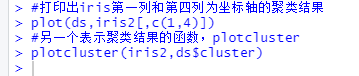 > #打印出iris第一列和第四列为坐标轴的聚类结果
> plot(ds,iris2[,c(1,4)])
> #另一个表示聚类结果的函数，plotcluster
> plotcluster(iris2,ds$cluster)
>